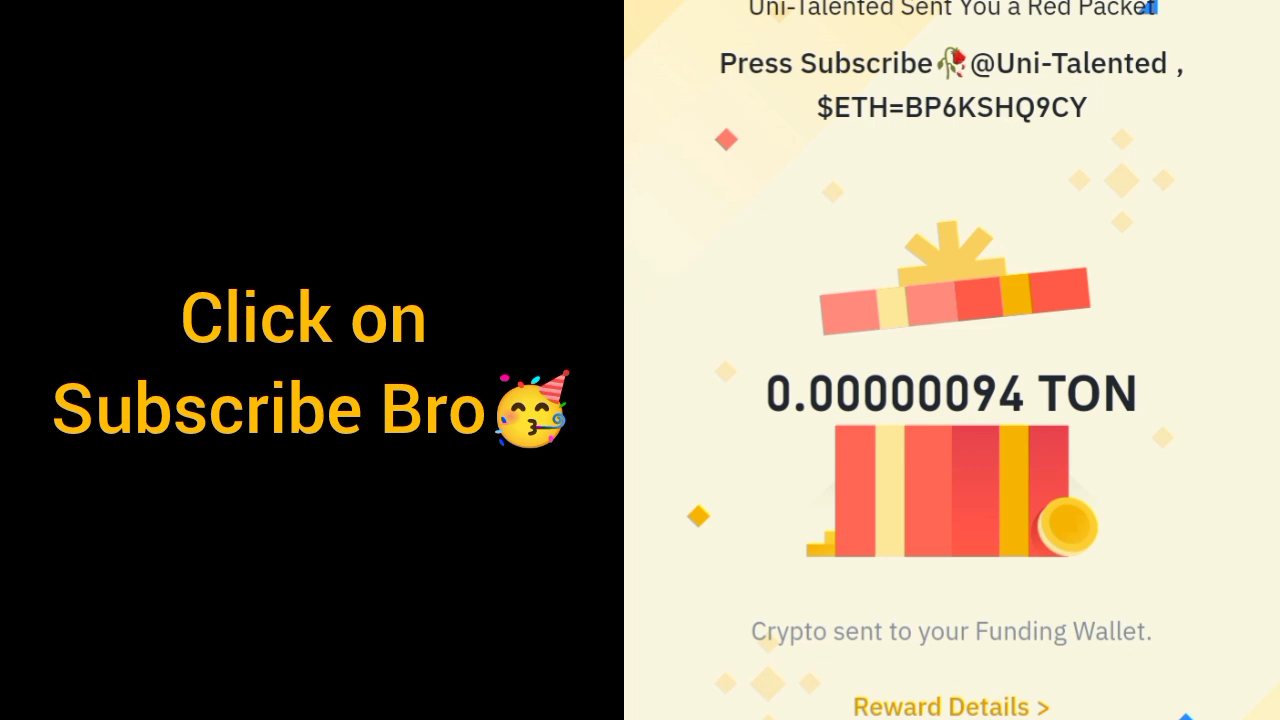 Click on
Subscribe Bro🥳
Uni-Talented Sent You a Red Packet
Press Subscribe🥀@Uni-Talented ,
$ETH=BP6KSHQ9CY
0.00000094 TON
Crypto sent to your Funding Wallet.
Reward Details >